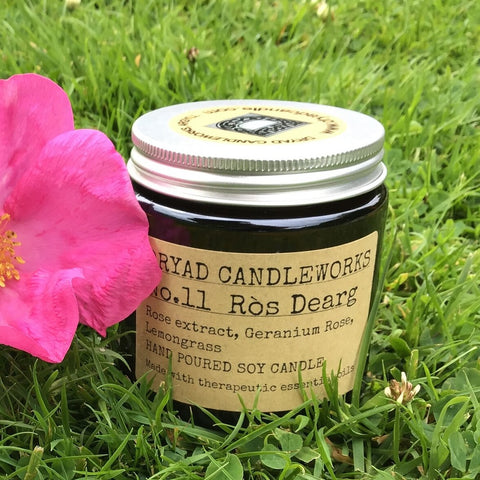 RYAD CANDLEWORKS
No.11 Ròs Dearg
Rose extract, Geranium Rose,
Lemongrass
HAND POURED SOY CANDLE
Made with therapeutic essential oils